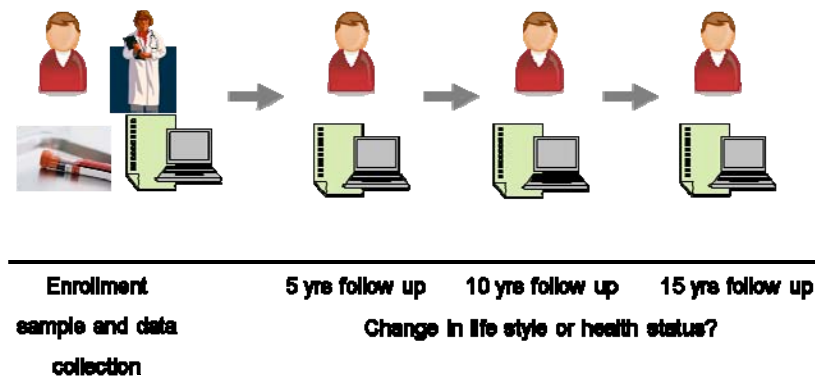 Enrollment
sample and data
collection
5 yrs follow up
10 yrs follow up
15 yrs follow up
Change in life style or health status?